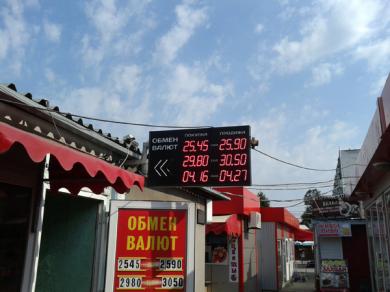 ПОКУПКА ПРОДАЖА
ОБМЕН ВАЛЮТ
25.45 25.90
29.80 30.50
04.16 04.27
ОБМЕН
ВАЛЮТ
2545 2590
2980 3050